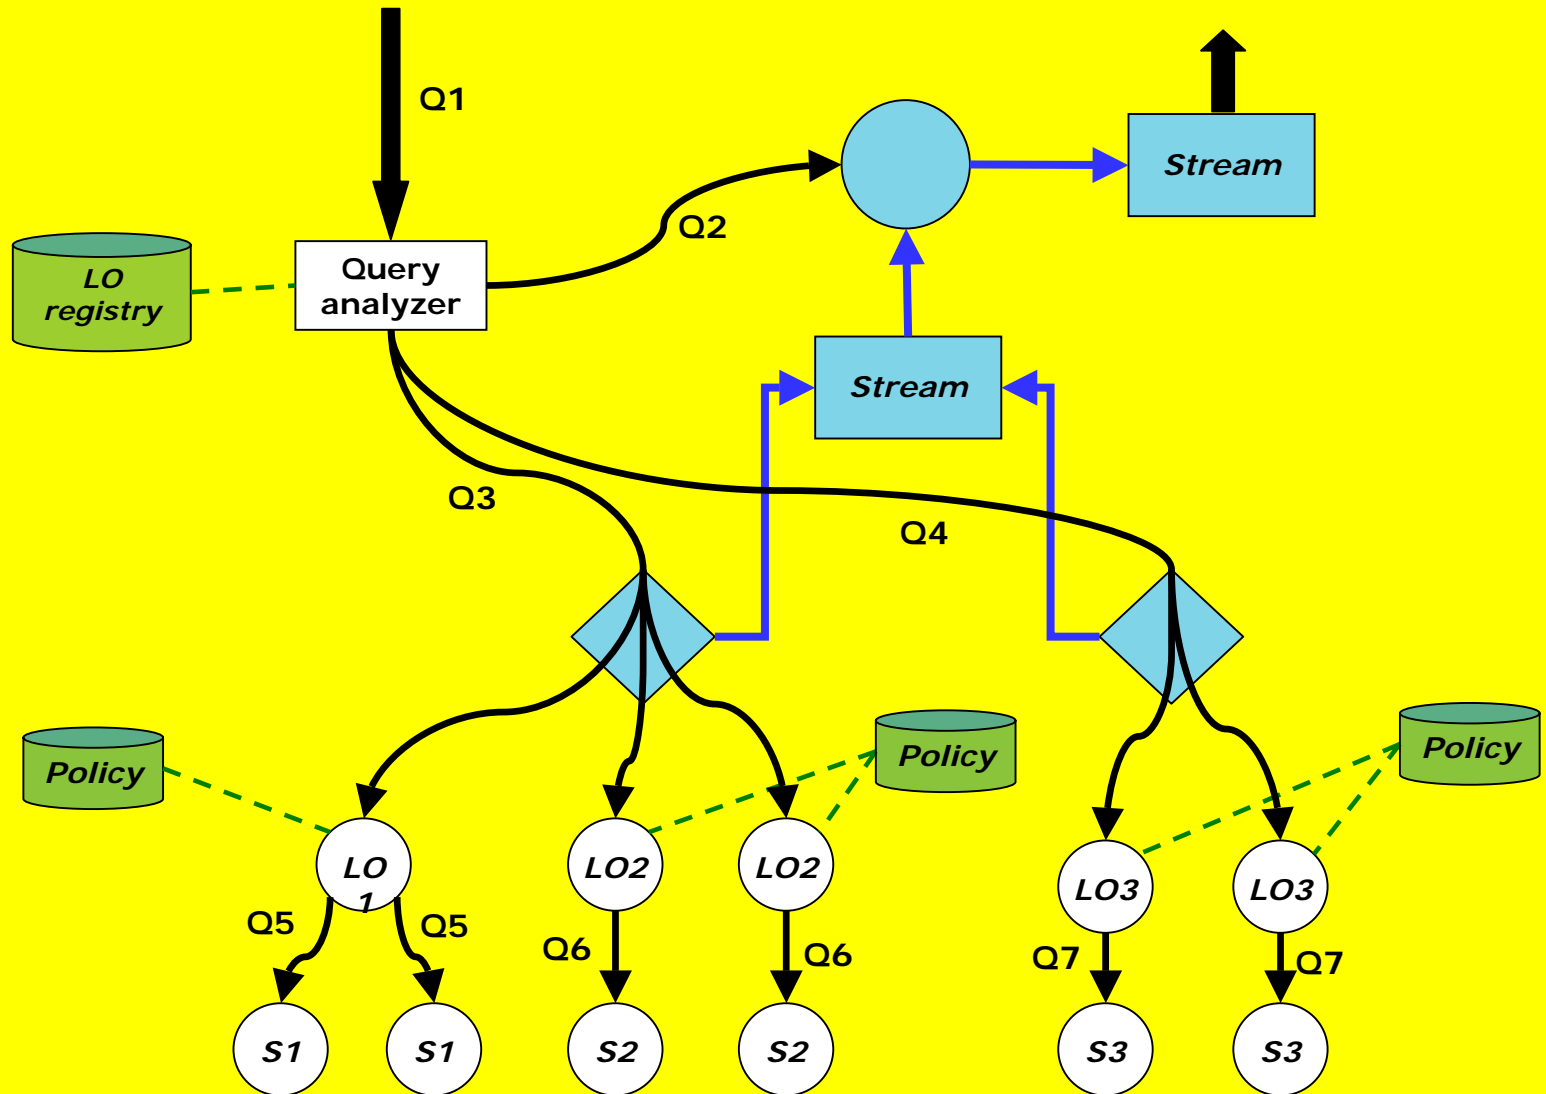 Q1
Stream
Q2
LO
registry
Query
analyzer
Stream
Q3
Q4
Policy
Policy
Policy
LO
1
LO2
LO2
LO3
LO3
Q5
Q5
Q6
Q6
Q7
Q7
S1
S1
S2
S2
S3
S3